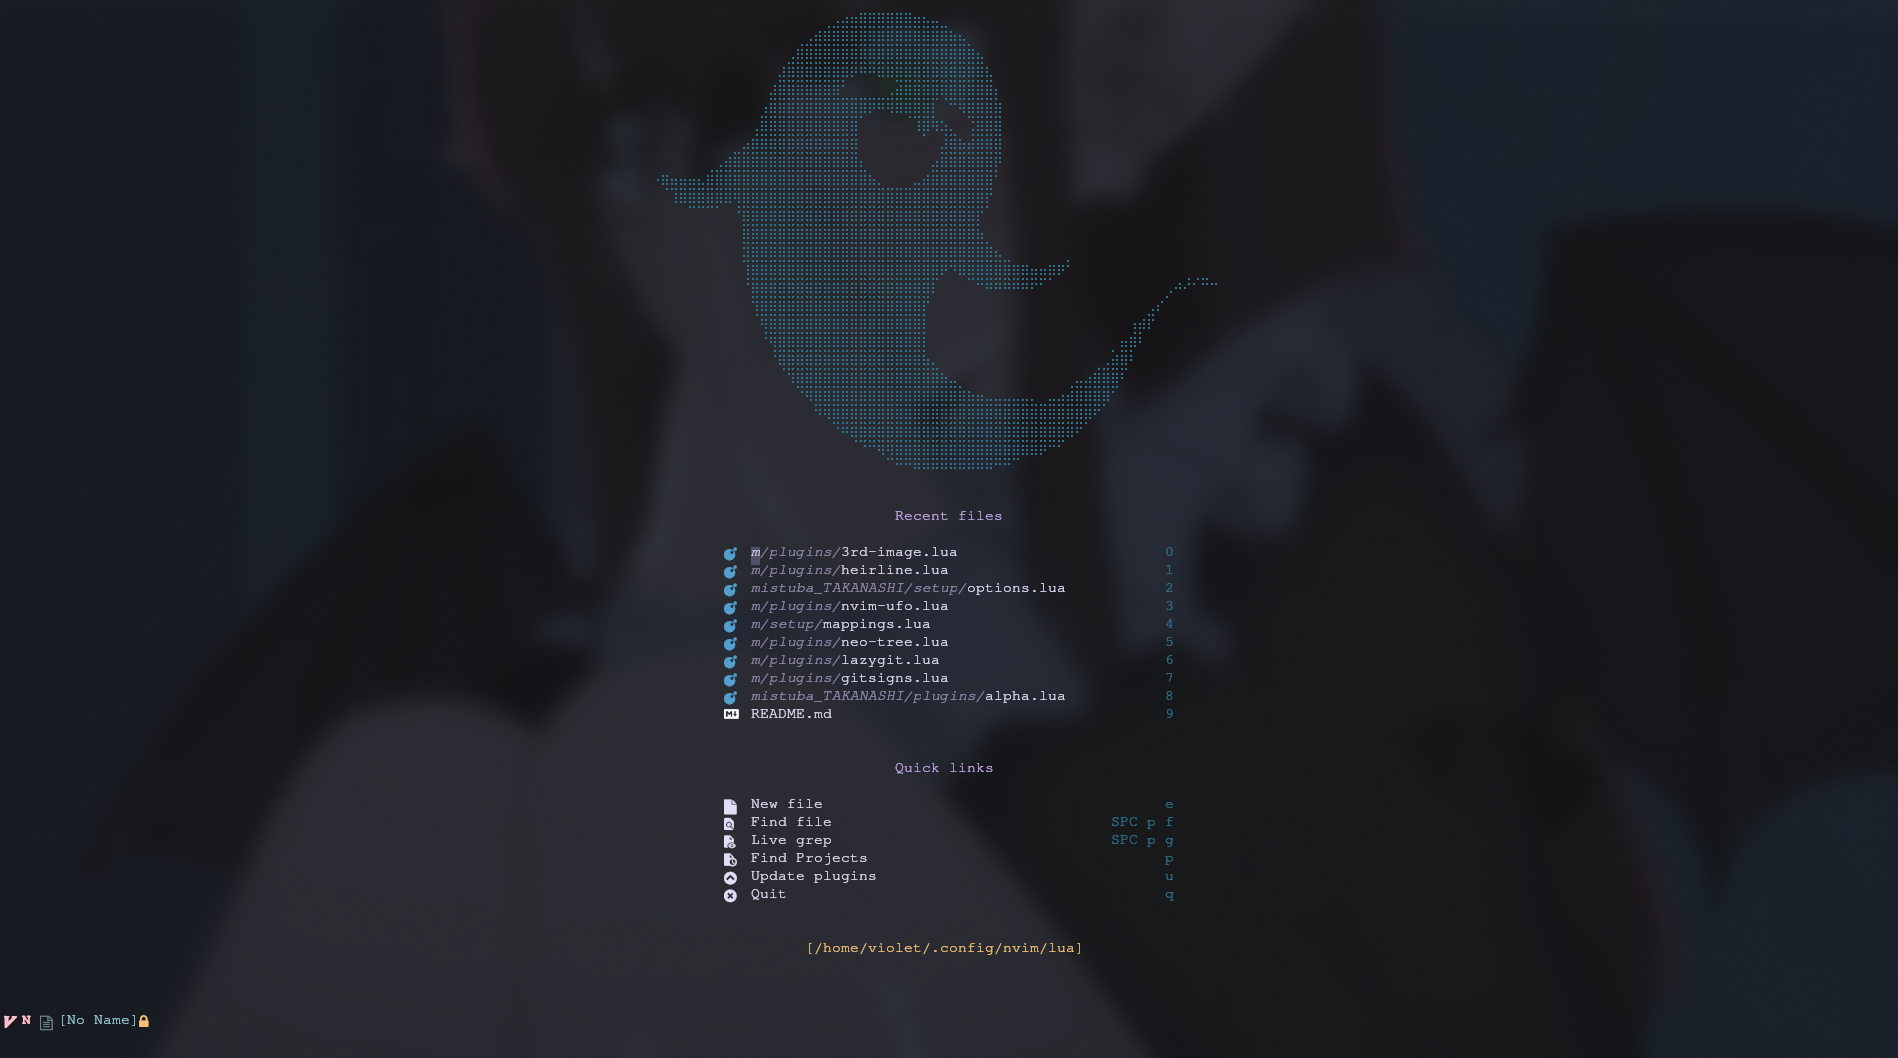 Recent files
m/plugins/3rd-image.lua 0
m/plugins/heirline.lua 1
mistuba_TAKANASHI/setup/options.lua 2
m/plugins/nvim-ufo.lua 3
m/setup/mappings.lua 4
m/plugins/neo-tree.lua 5
m/plugins/lazygit.lua 6
m/plugins/gitsigns.lua 7
mistuba_TAKANASHI/plugins/alpha.lua 8
README.md 9
Quick links
New file e
Find file SPC p f
Live grep SPC p g
Find Projects p
Update plugins u
Quit q
[/home/violet/.config/nvim/lua]
N [No Name]